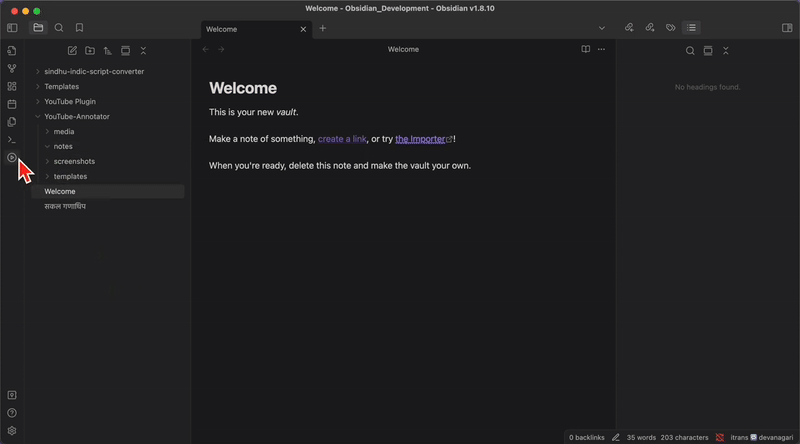 Welcome - Obsidian_Development - Obsidian v1.8.10
Welcome
Welcome
sindhu-indic-script-converter
Templates
YouTube Plugin
YouTube-Annotator
media
notes
screenshots
templates
Welcome
सकल गणाधिप
Welcome
This is your new vault.
Make a note of something, create a link, or try the Importer!
When you're ready, delete this note and make the vault your own.
No headings found.
0 backlinks 35 words 203 characters itrans devanagari